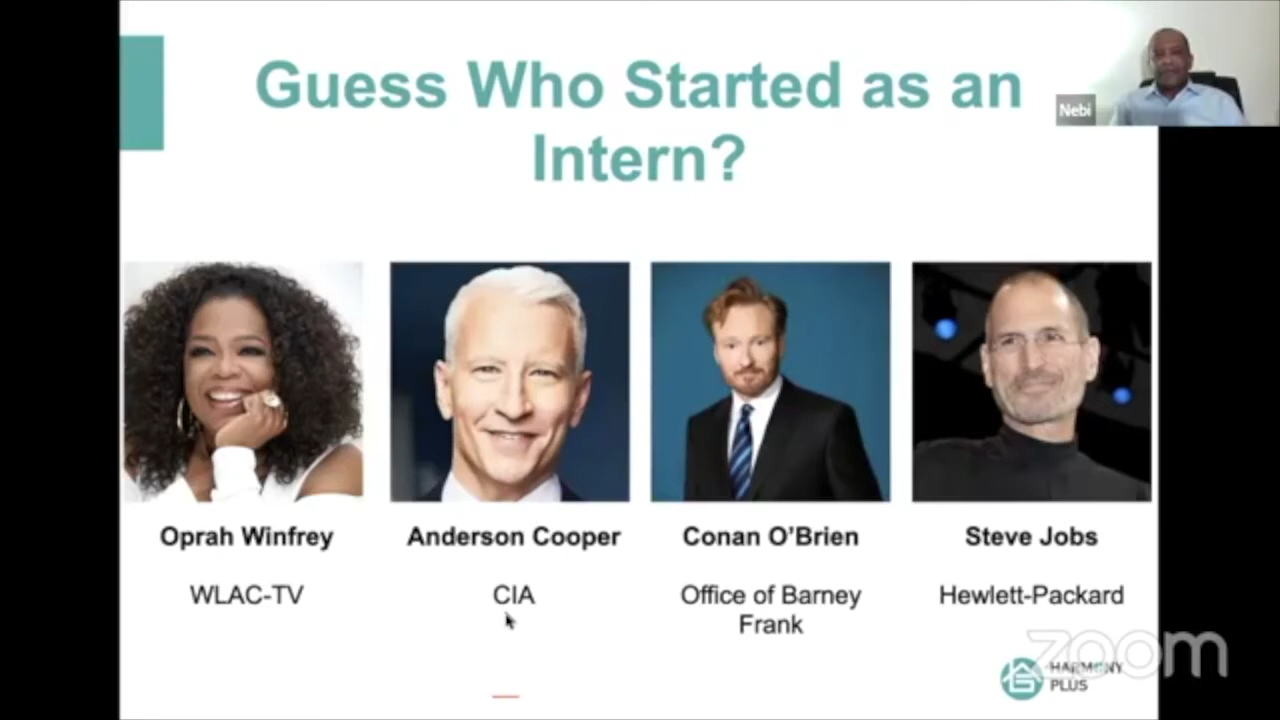 Guess Who Started as an
Intern?
Nebi
Oprah Winfrey
Anderson Cooper
Conan O'Brien
Steve Jobs
WLAC-TV
CIA
Office of Barney
Frank
Hewlett-Packard
zoom
HARMONY
PLUS